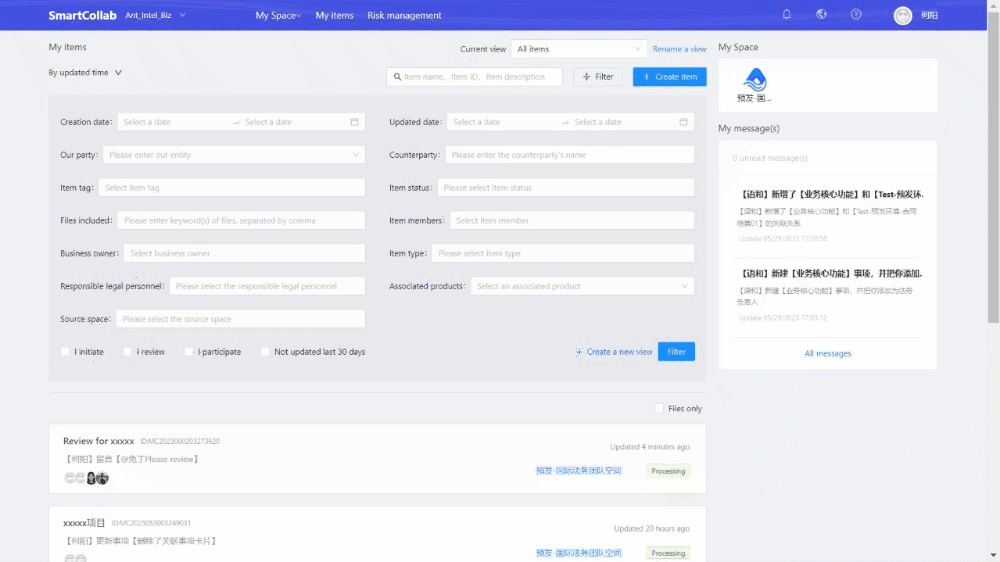 SmartCollab Ant_Intel_Biz My Space My items Risk management 何阳
My items
Current view All items Rename a view
By updated time
Item name, Item ID, Item description Filter Create item
Creation date: Select a date Select a date
Updated date: Select a date Select a date
Our party: Please enter our entity
Counterparty: Please enter the counterparty's name
Item tag: Select item tag
Item status: Please select item status
Files included: Please enter keyword(s) of files, separated by comma
Item members: Select item member
Business owner: Select business owner
Item type: Please select item type
Responsible legal personnel: Please select the responsible legal personnel
Associated products: Select an associated product
Source space: Please select the source space
I initiate I review I participate Not updated last 30 days
Create a new view Filter
Files only
Review for xxxxx ID:MC2023060203273620
Updated 4 minutes ago
【何阳】留言【@兔丁Please review】
预发-国际法务团队空间 Processing
xxxxx项目 ID:MC2023053003249031
Updated 20 hours ago
【何阳】更新事项【删除了关联事项卡片】
预发-国际法务团队空间 Processing
My Space
预发-国...
My message(s)
0 unread message(s)
【语和】新增了【业务核心功能】和【Test-预发环.
【语和】新增了【业务核心功能】和【Test-预发环境-合同
场景01】的关联关系
Update 05/29/2023 17:58:58
【语和】新建【业务核心功能】事项，并把你添加.
【语和】新建【业务核心功能】事项，并把你添加为法务
负责人
Update 05/29/2023 17:03:12
All messages